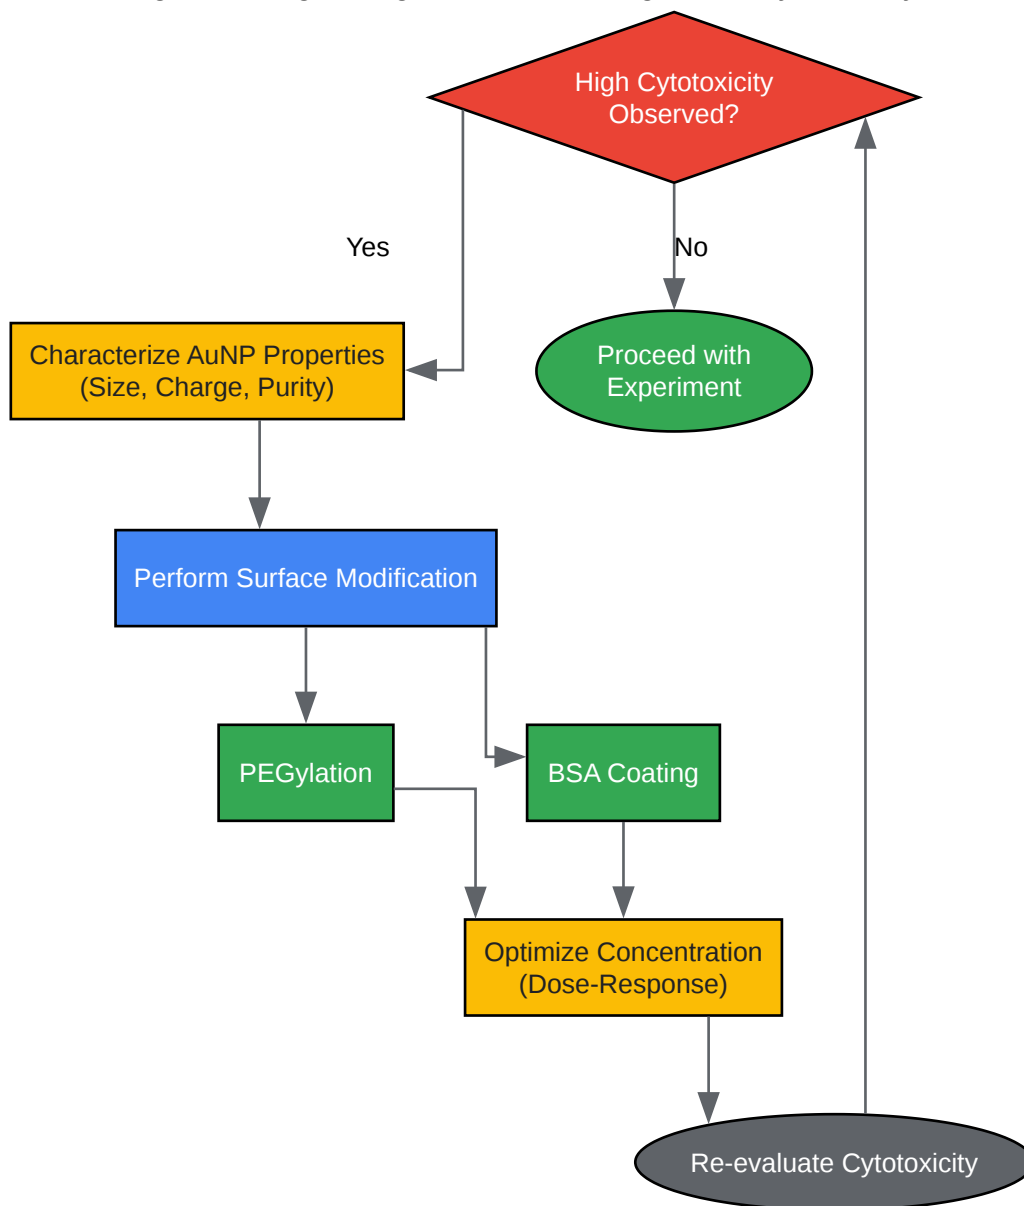 High Cytotoxicity
Observed?
Yes
No
Characterize AuNP Properties
(Size, Charge, Purity)
Proceed with
Experiment
Perform Surface Modification
PEGylation
BSA Coating
Optimize Concentration
(Dose-Response)
Re-evaluate Cytotoxicity